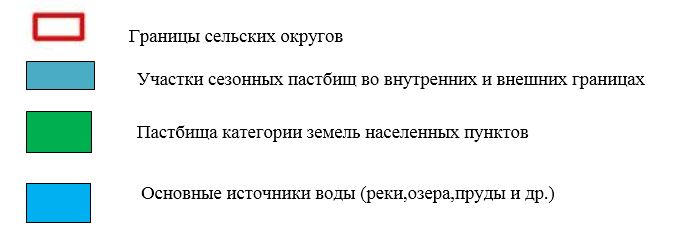 Границы сельских округов
Участки сезонных пастбищ во внутренних и внешних границах
Пастбища категории земель населенных пунктов
Основные источники воды (реки,озера,пруды и др.)